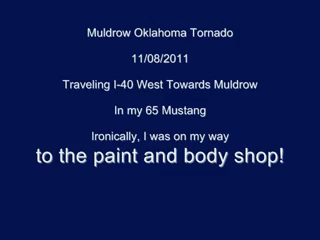 Muldrow Oklahoma Tornado
11/08/2011
Traveling I-40 West Towards Muldrow
In my 65 Mustang
Ironically, I was on my way
to the paint and body shop!